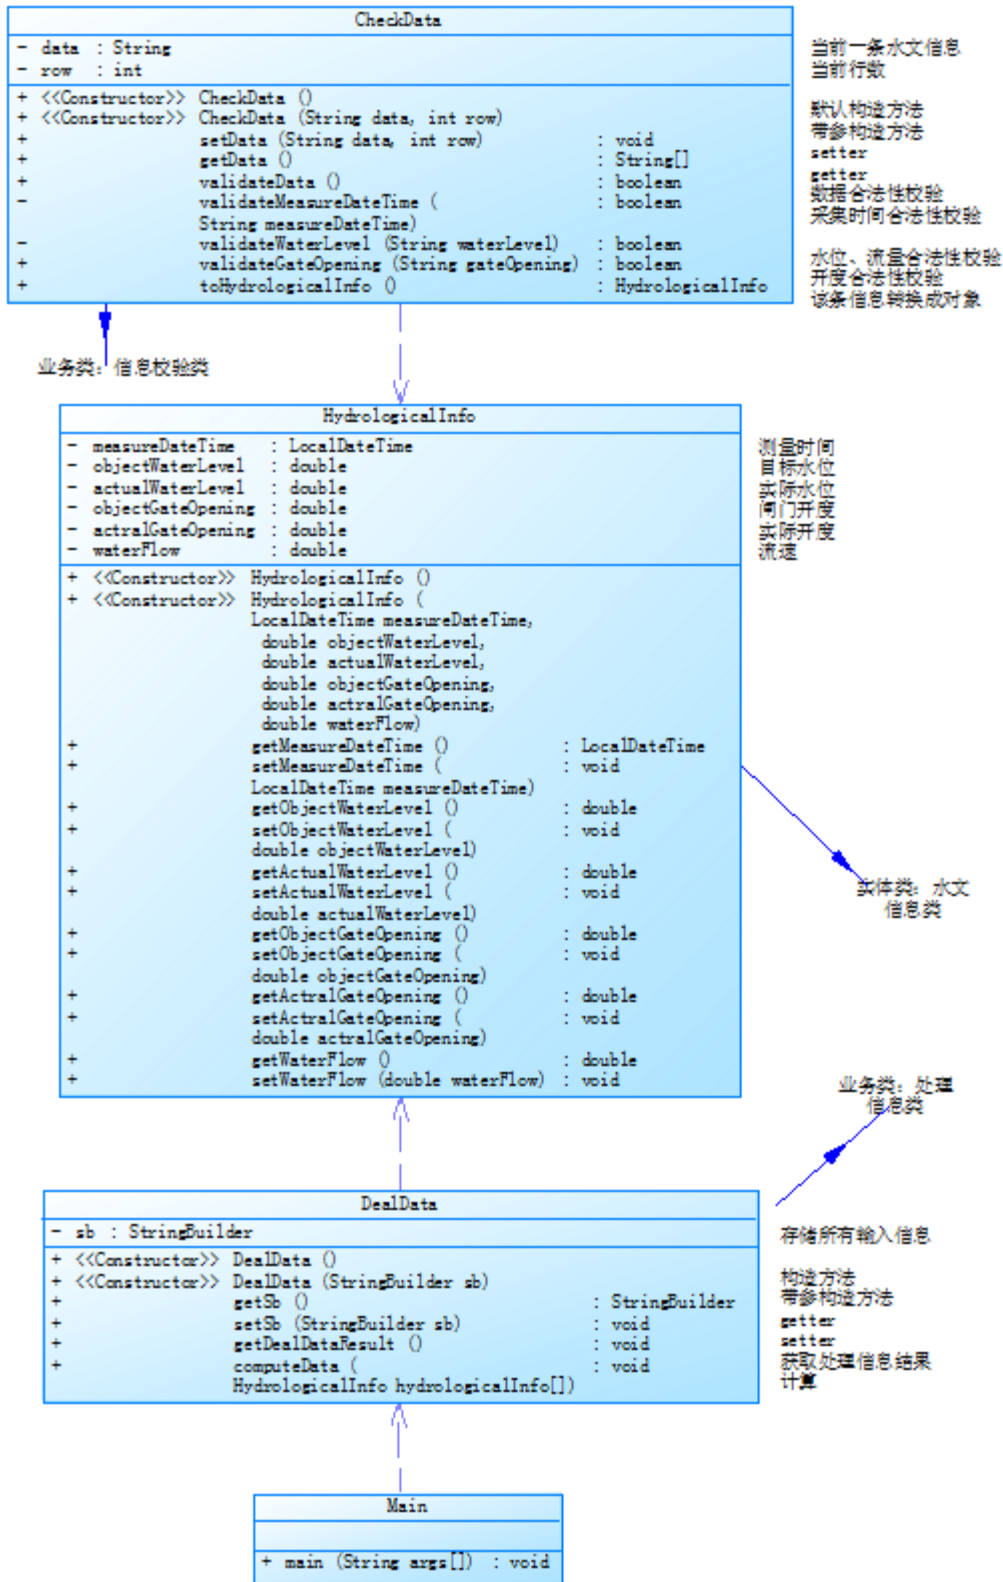 CheckData
- data : String
当前一条水文信息
- row : int
当前行数
+ <<Constructor>> CheckData ()
默认构造方法
+ <<Constructor>> CheckData (String data, int row)
带参构造方法
+ setData (String data, int row) : void
setter
+ getData () : String[]
getter
+ validateData () : boolean
数据合法性校验
- validateMeasureDateTime ( : boolean
采集时间合法性校验
String measureDateTime)
- validateWaterLevel (String waterLevel) : boolean
水位、流量合法性校验
+ validateGateOpening (String gateOpening) : boolean
开度合法性校验
+ toHydrologicalInfo () : HydrologicalInfo
该条信息转换成对象
业务类：信息校验类
HydrologicalInfo
- measureDateTime : LocalDateTime
测量时间
- objectWaterLevel : double
目标水位
- actualWaterLevel : double
实际水位
- objectGateOpening : double
闸门开度
- actralGateOpening : double
实际开度
- waterFlow : double
流速
+ <<Constructor>> HydrologicalInfo ()
+ <<Constructor>> HydrologicalInfo (
LocalDateTime measureDateTime,
double objectWaterLevel,
double actualWaterLevel,
double objectGateOpening,
double actralGateOpening,
double waterFlow)
+ getMeasureDateTime () : LocalDateTime
+ setMeasureDateTime ( : void
LocalDateTime measureDateTime)
+ getObjectWaterLevel () : double
+ setObjectWaterLevel ( : void
double objectWaterLevel)
+ getActualWaterLevel () : double
+ setActualWaterLevel ( : void
double actualWaterLevel)
+ getObjectGateOpening () : double
+ setObjectGateOpening ( : void
double objectGateOpening)
+ getActralGateOpening () : double
+ setActralGateOpening ( : void
double actralGateOpening)
+ getWaterFlow () : double
+ setWaterFlow (double waterFlow) : void
实体类：水文
信息类
业务类：处理
信息类
DealData
- sb : StringBuilder
存储所有输入信息
+ <<Constructor>> DealData ()
构造方法
+ <<Constructor>> DealData (StringBuilder sb)
带参构造方法
+ getSb () : StringBuilder
getter
+ setSb (StringBuilder sb) : void
setter
+ getDealDataResult () : void
获取处理信息结果
+ computeData ( : void
计算
HydrologicalInfo hydrologicalInfo[])
Main
+ main (String args[]) : void